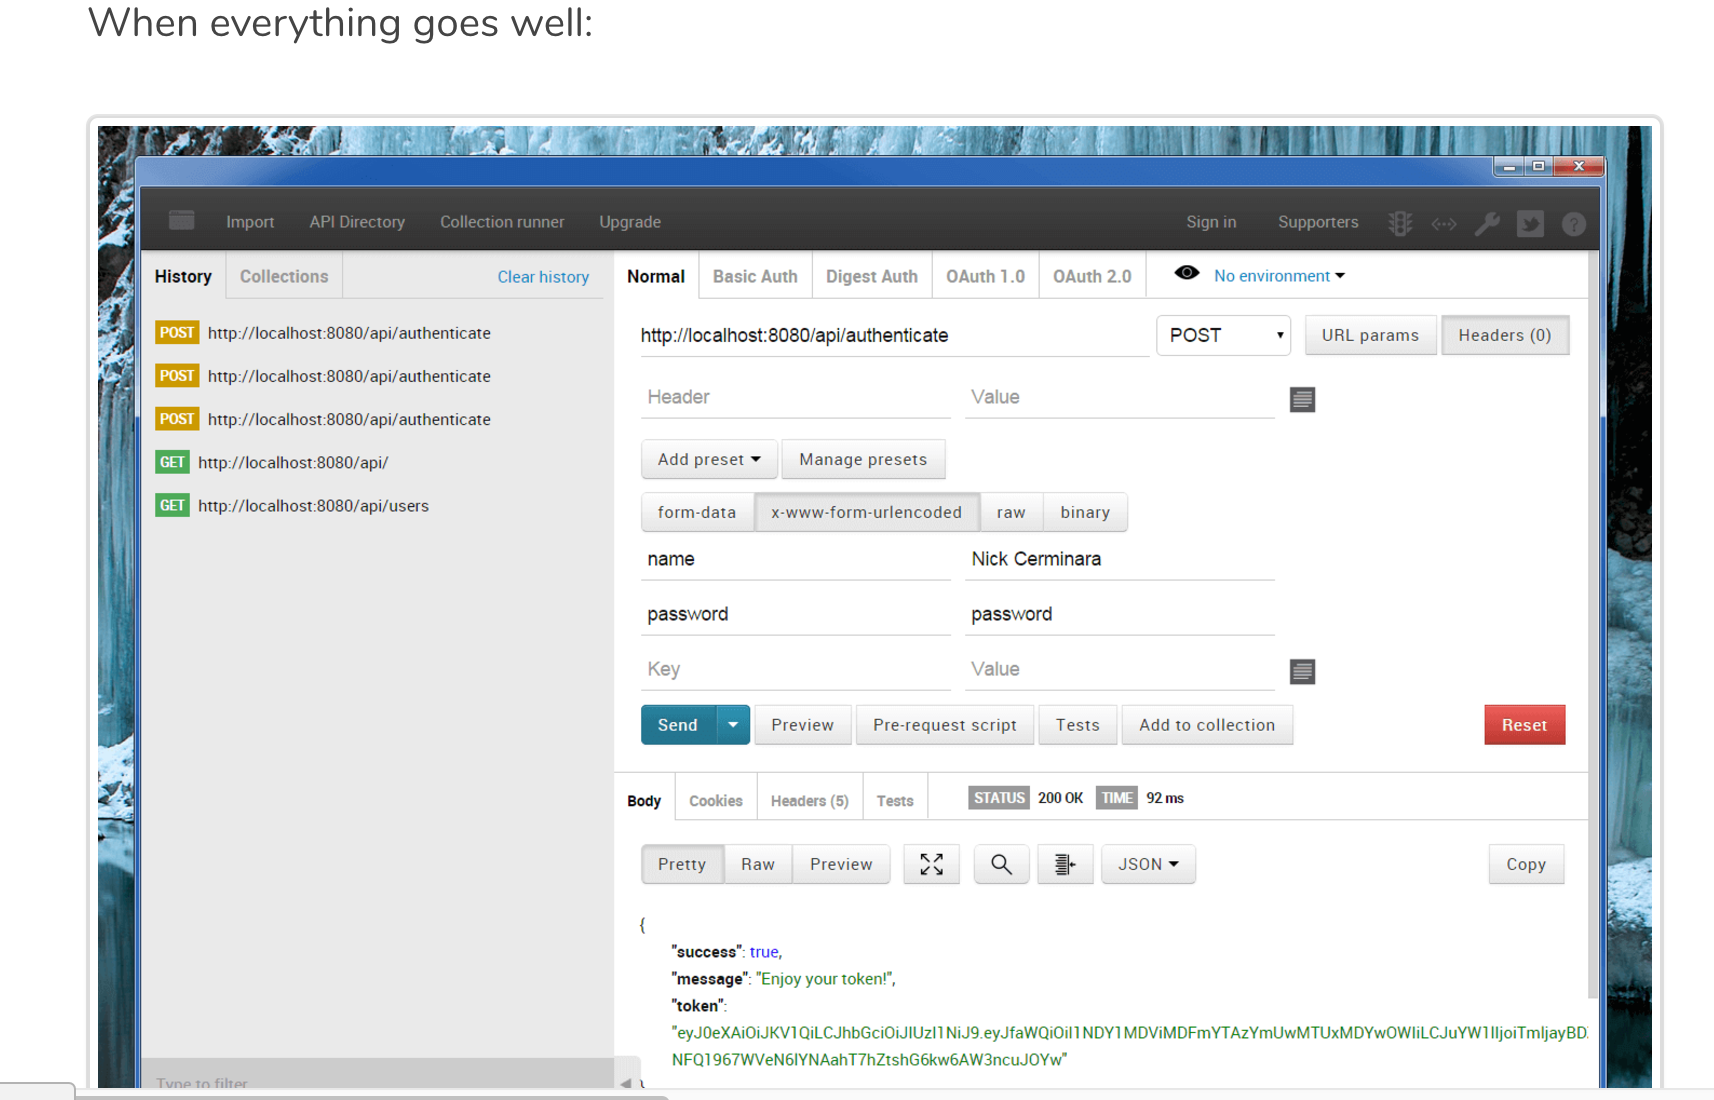 When everything goes well:
Import API Directory Collection runner Upgrade Sign in Supporters
History Collections Clear history
POST http://localhost:8080/api/authenticate
POST http://localhost:8080/api/authenticate
POST http://localhost:8080/api/authenticate
GET http://localhost:8080/api/
GET http://localhost:8080/api/users
Type to filter
Normal Basic Auth Digest Auth OAuth 1.0 OAuth 2.0 No environment
http://localhost:8080/api/authenticate POST URL params Headers (0)
Header Value
Add preset Manage presets
form-data x-www-form-urlencoded raw binary
name Nick Cerminara
password password
Key Value
Send Preview Pre-request script Tests Add to collection Reset
Body Cookies Headers (5) Tests STATUS 200 OK TIME 92 ms
Pretty Raw Preview JSON Copy
{
"success": true,
"message": "Enjoy your token!",
"token":
"eyJ0eXAiOiJKV1QiLCJhbGciOiJIUzI1NiJ9.eyJfaWQiOiI1NDY1MDViMDFmYTAzYmUwMTUxMDYwOWIiLCJuYW1lIjoiTmljayBD
NFQ1967WVeN6lYNAahT7hZtshG6kw6AW3ncuJOYw"